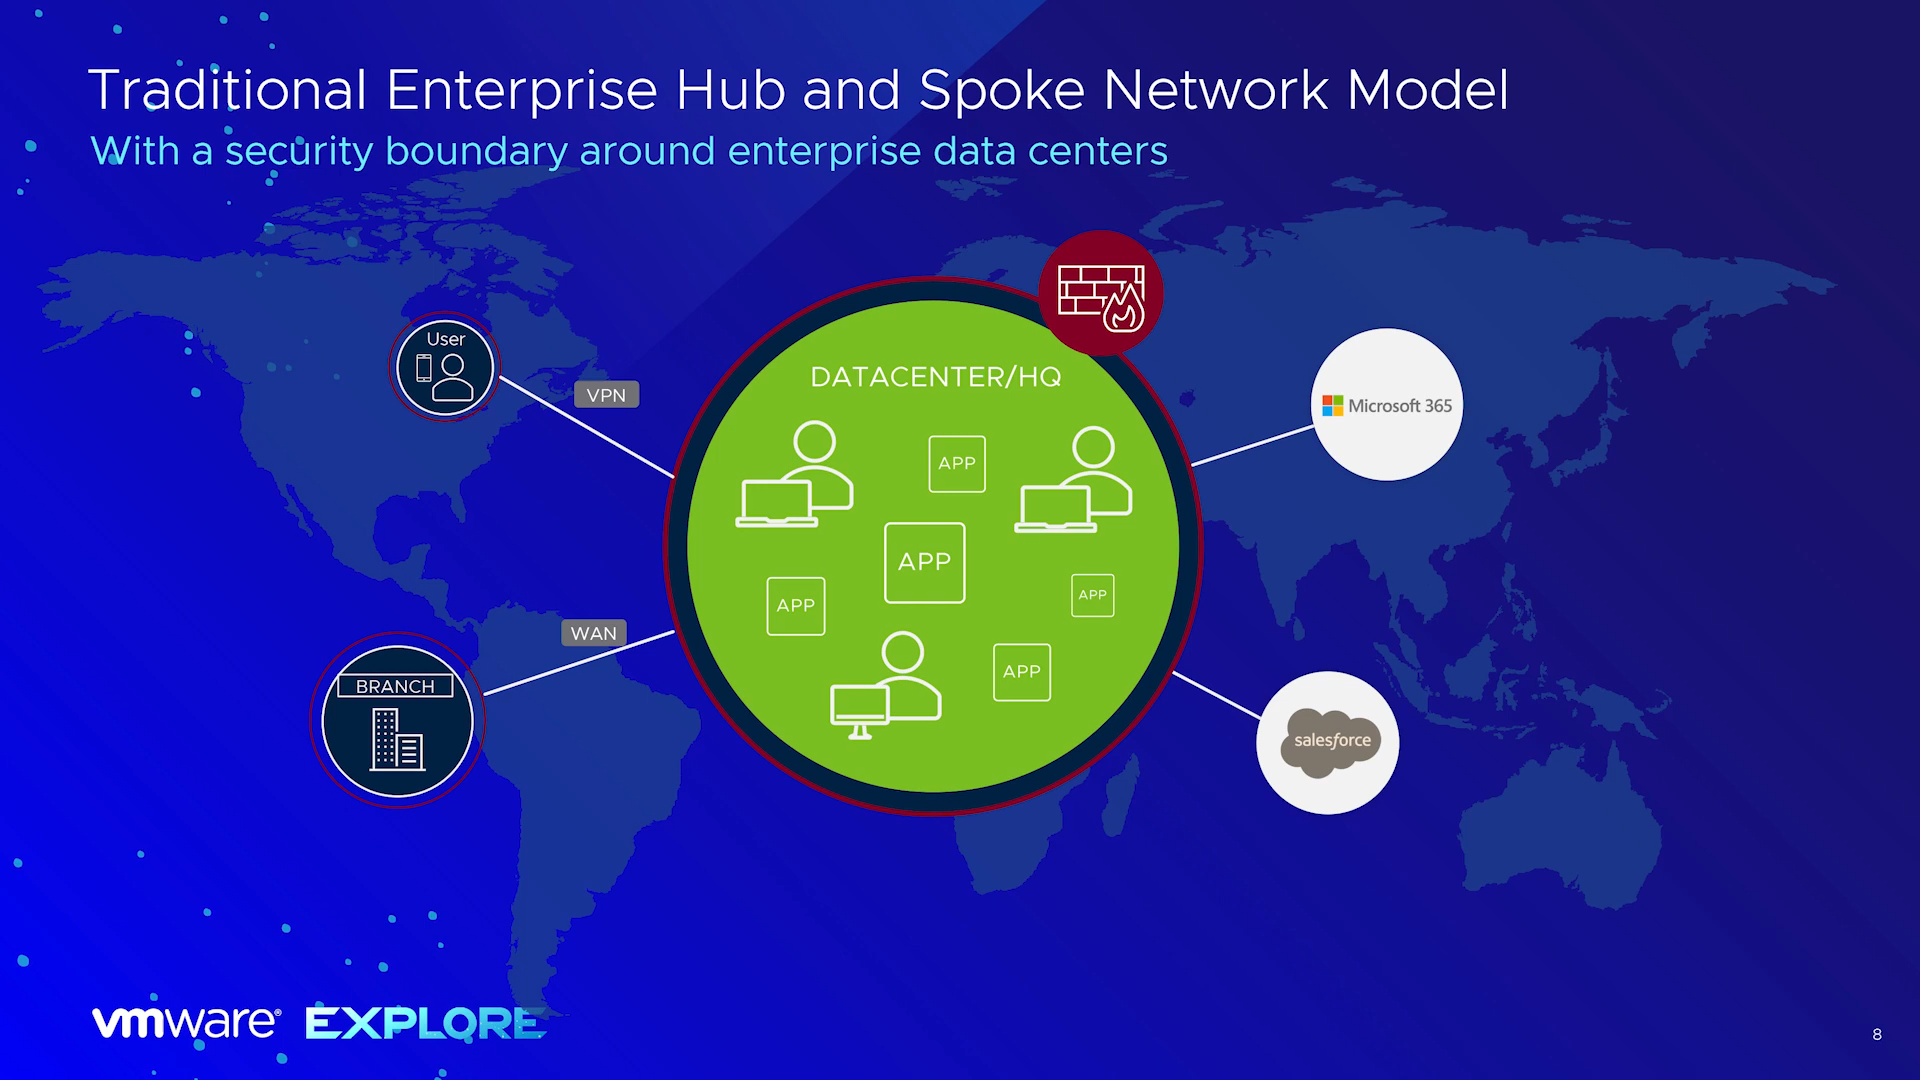 Traditional Enterprise Hub and Spoke Network Model
With a security boundary around enterprise data centers
User
VPN
DATACENTER/HQ
Microsoft 365
APP
APP
APP
APP
WAN
APP
BRANCH
salesforce
vmware® EXPLORE
8